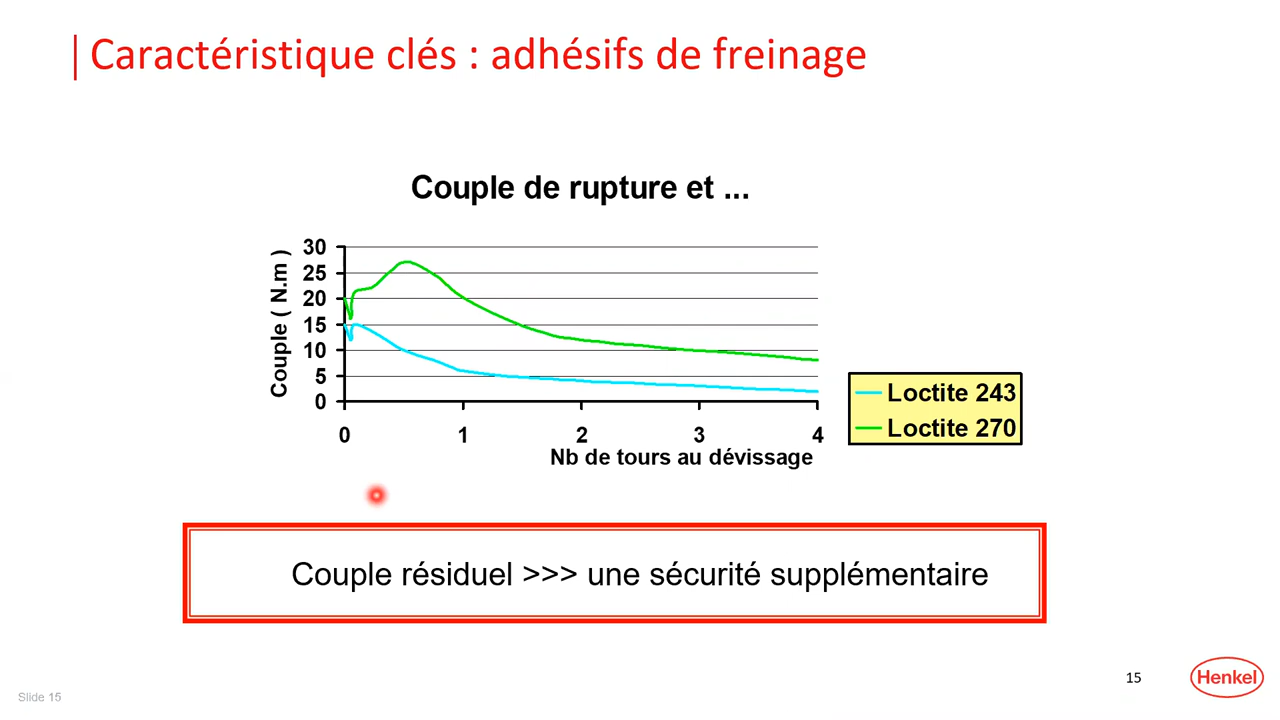 Caractéristique clés : adhésifs de freinage
Couple de rupture et ...
Couple ( N.m )
30
25
20
15
10
5
0
0 1 2 3 4
Nb de tours au dévissage
Loctite 243
Loctite 270
Couple résiduel >>> une sécurité supplémentaire
15
Henkel
Slide 15